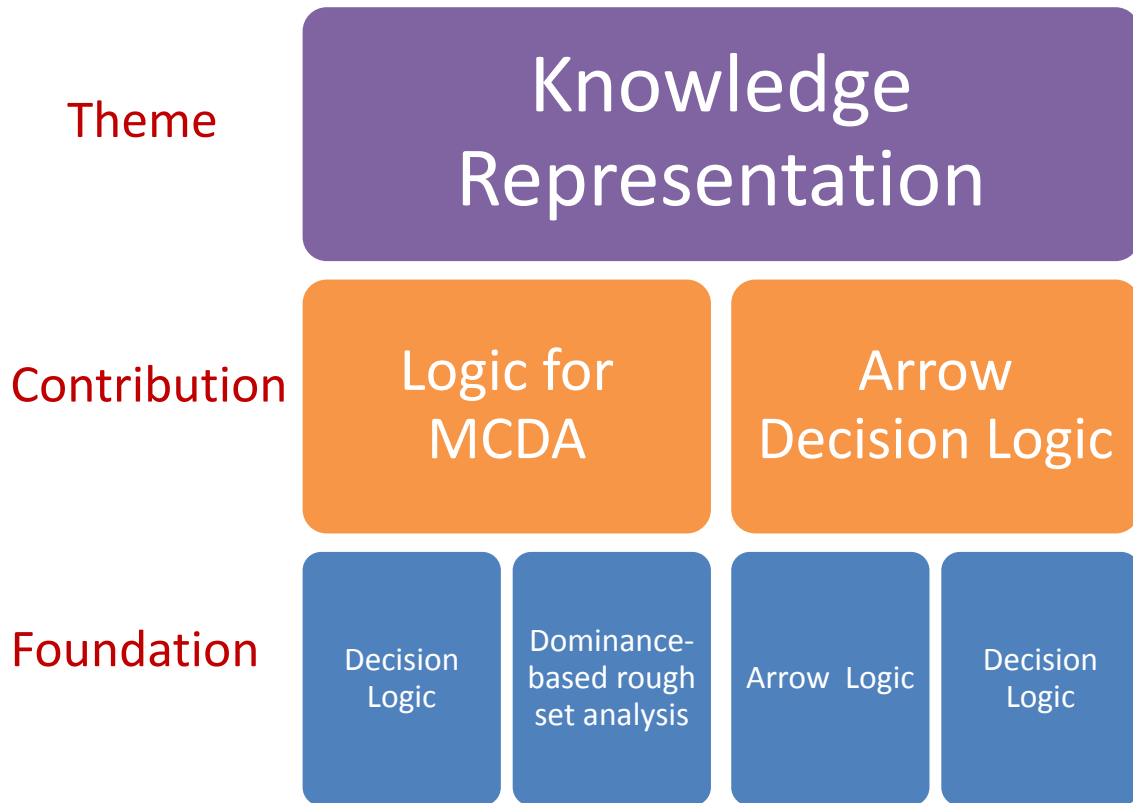 Theme
Knowledge
Representation
Contribution
Logic for
MCDA
Arrow
Decision Logic
Foundation
Decision
Logic
Dominance-
based rough
set analysis
Arrow Logic
Decision
Logic